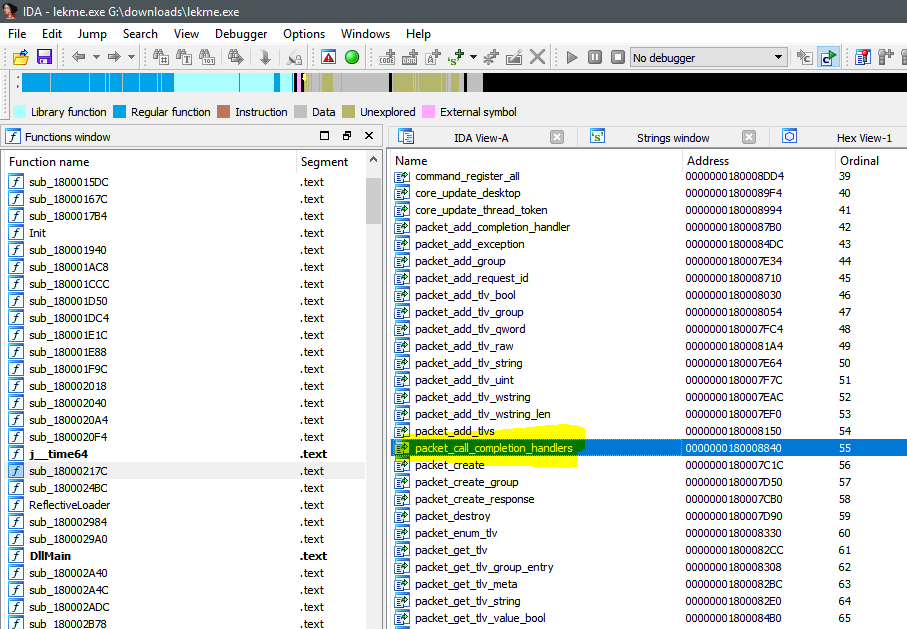 IDA - lekme.exe G:\downloads\lekme.exe
File Edit Jump Search View Debugger Options Windows Help
No debugger
Library function Regular function Instruction Data Unexplored External symbol
Functions window
IDA View-A Strings window Hex View-1
Function name Segment
sub_1800015DC .text
sub_18000167C .text
sub_1800017B4 .text
Init .text
sub_180001940 .text
sub_180001AC8 .text
sub_180001CCC .text
sub_180001D50 .text
sub_180001DC4 .text
sub_180001E1C .text
sub_180001E88 .text
sub_180001F9C .text
sub_180002018 .text
sub_180002040 .text
sub_1800020A4 .text
sub_1800020F4 .text
j__time64 .text
sub_18000217C .text
sub_1800024BC .text
ReflectiveLoader .text
sub_180002984 .text
sub_1800029A0 .text
DllMain .text
sub_180002A40 .text
sub_180002A4C .text
sub_180002ADC .text
sub_180002B78 .text
Name Address Ordinal
command_register_all 0000000180008DD4 39
core_update_desktop 00000001800089F4 40
core_update_thread_token 0000000180008994 41
packet_add_completion_handler 00000001800087B0 42
packet_add_exception 00000001800084DC 43
packet_add_group 0000000180007E34 44
packet_add_request_id 0000000180008710 45
packet_add_tlv_bool 0000000180008030 46
packet_add_tlv_group 0000000180008054 47
packet_add_tlv_qword 0000000180007FC4 48
packet_add_tlv_raw 00000001800081A4 49
packet_add_tlv_string 0000000180007E64 50
packet_add_tlv_uint 0000000180007F7C 51
packet_add_tlv_wstring 0000000180007EAC 52
packet_add_tlv_wstring_len 0000000180007EF0 53
packet_add_tlvs 0000000180008150 54
packet_call_completion_handlers 0000000180008840 55
packet_create 0000000180007C1C 56
packet_create_group 0000000180007D50 57
packet_create_response 0000000180007CB0 58
packet_destroy 0000000180007D90 59
packet_enum_tlv 0000000180008330 60
packet_get_tlv 00000001800082CC 61
packet_get_tlv_group_entry 0000000180008308 62
packet_get_tlv_meta 00000001800082BC 63
packet_get_tlv_string 00000001800082E0 64
packet_get_tlv_value_bool 00000001800084B0 65